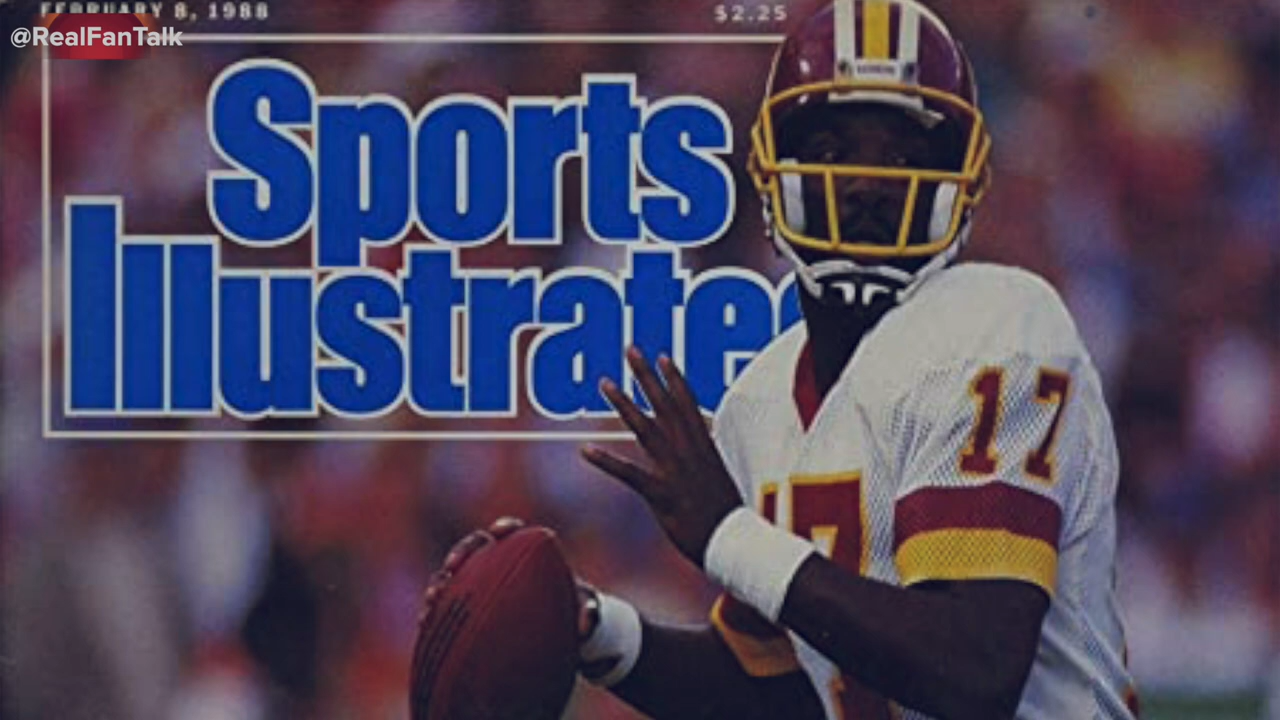 FEBRUARY 8, 1988
$2.25
@RealFanTalk
Sports
Illustrated
17
17